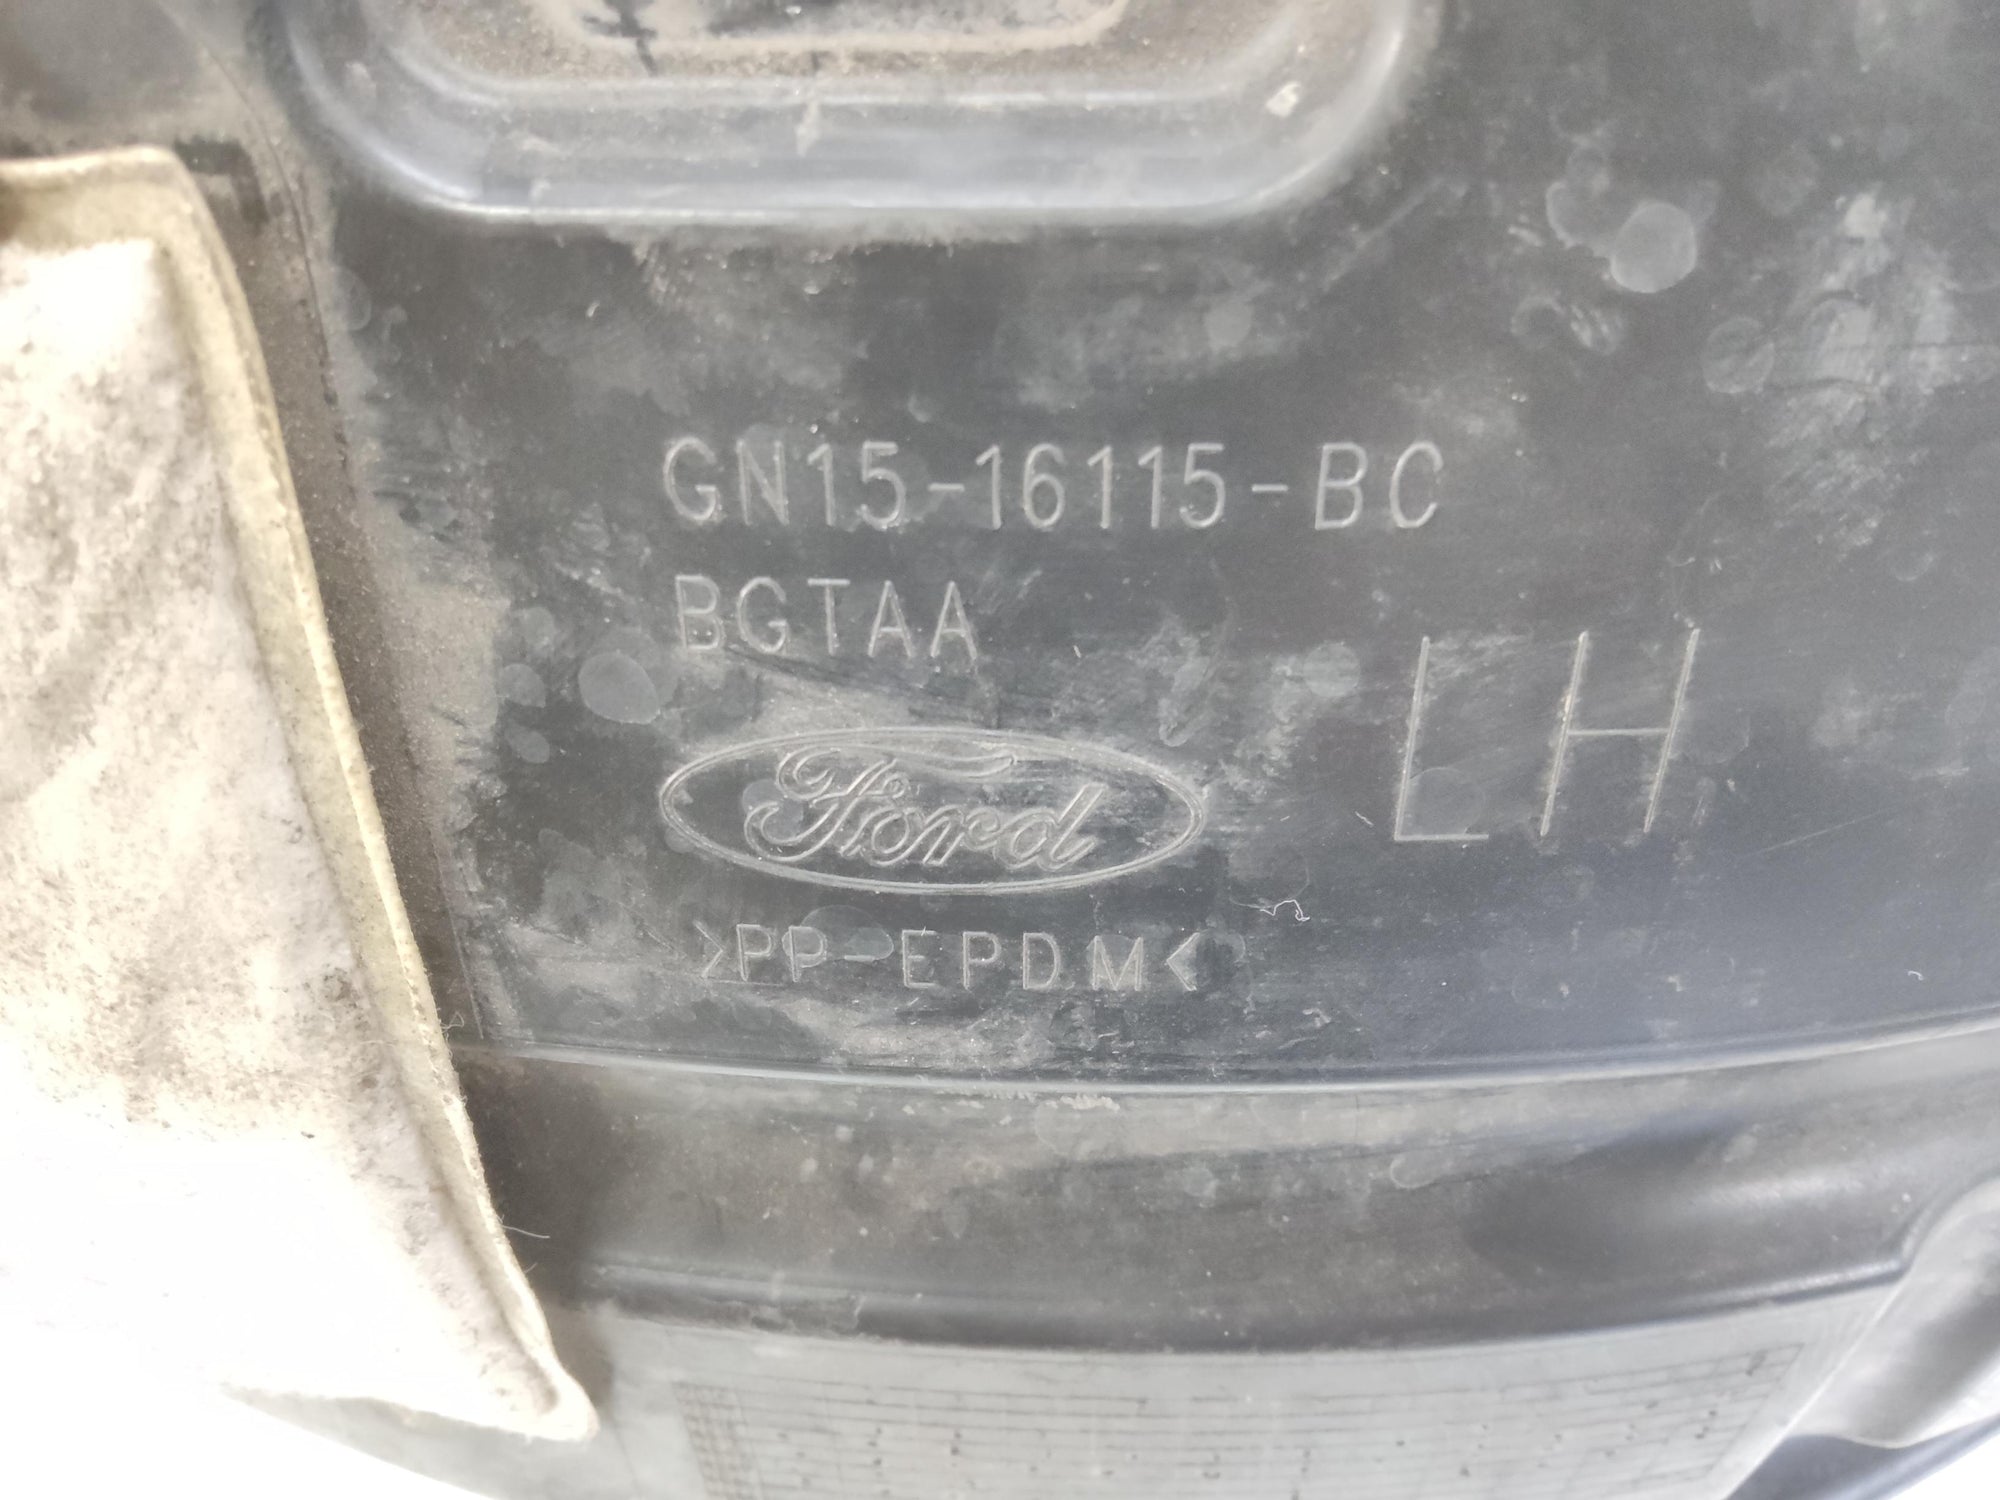 GN15-16115-BC
BGTAA
LH
Ford
>PP-EPDM<